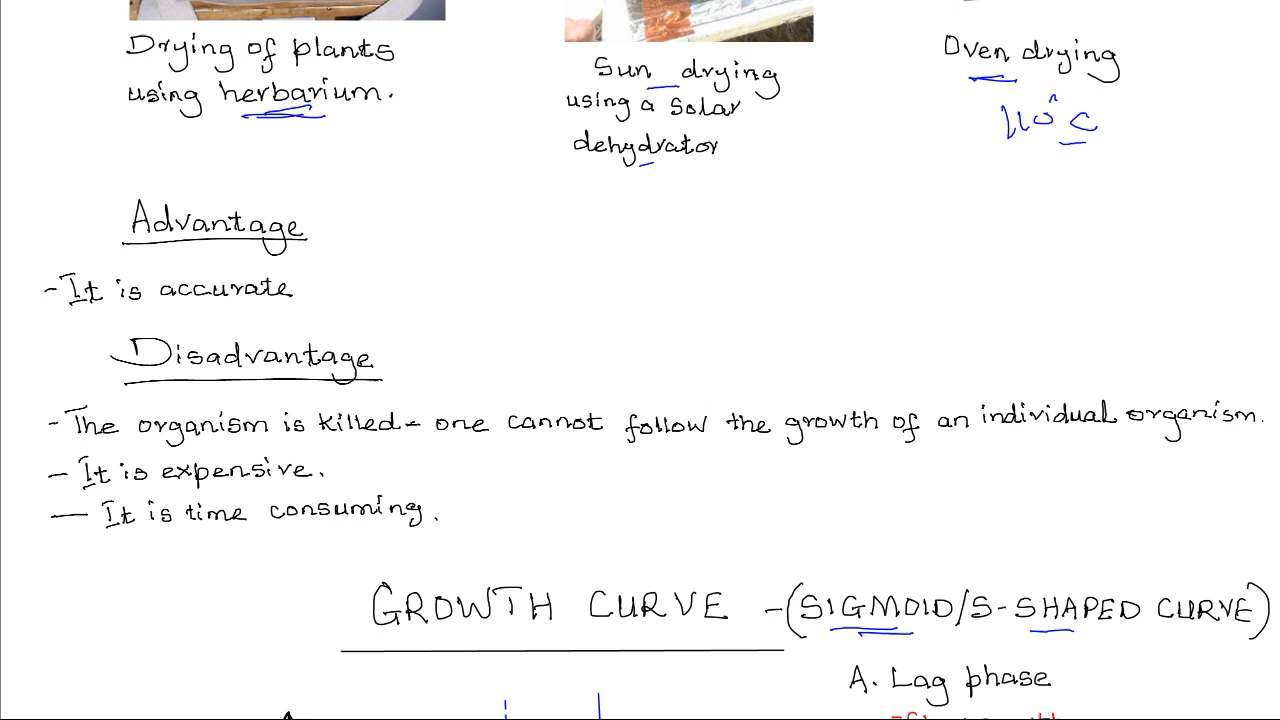 Drying of plants
using herbarium.
Sun drying
using a Solar
dehydrator
Oven drying
110°C
Advantage
- It is accurate
Disadvantage
- The organism is killed - one cannot follow the growth of an individual organism.
- It is expensive.
- It is time consuming.
GROWTH CURVE - (SIGMOID/S-SHAPED CURVE)
A. Lag phase